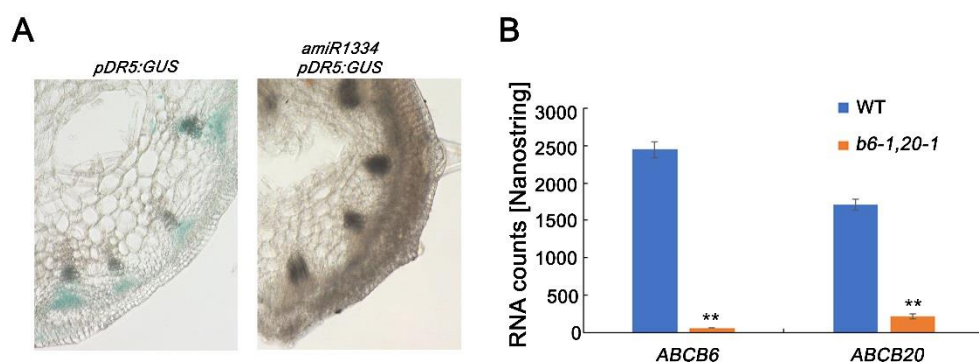 A
pDR5:GUS
amiR1334
pDR5:GUS
B
RNA counts [Nanostring]
3000
2500
2000
1500
1000
500
0
WT
b6-1,20-1
**
**
ABCB6
ABCB20